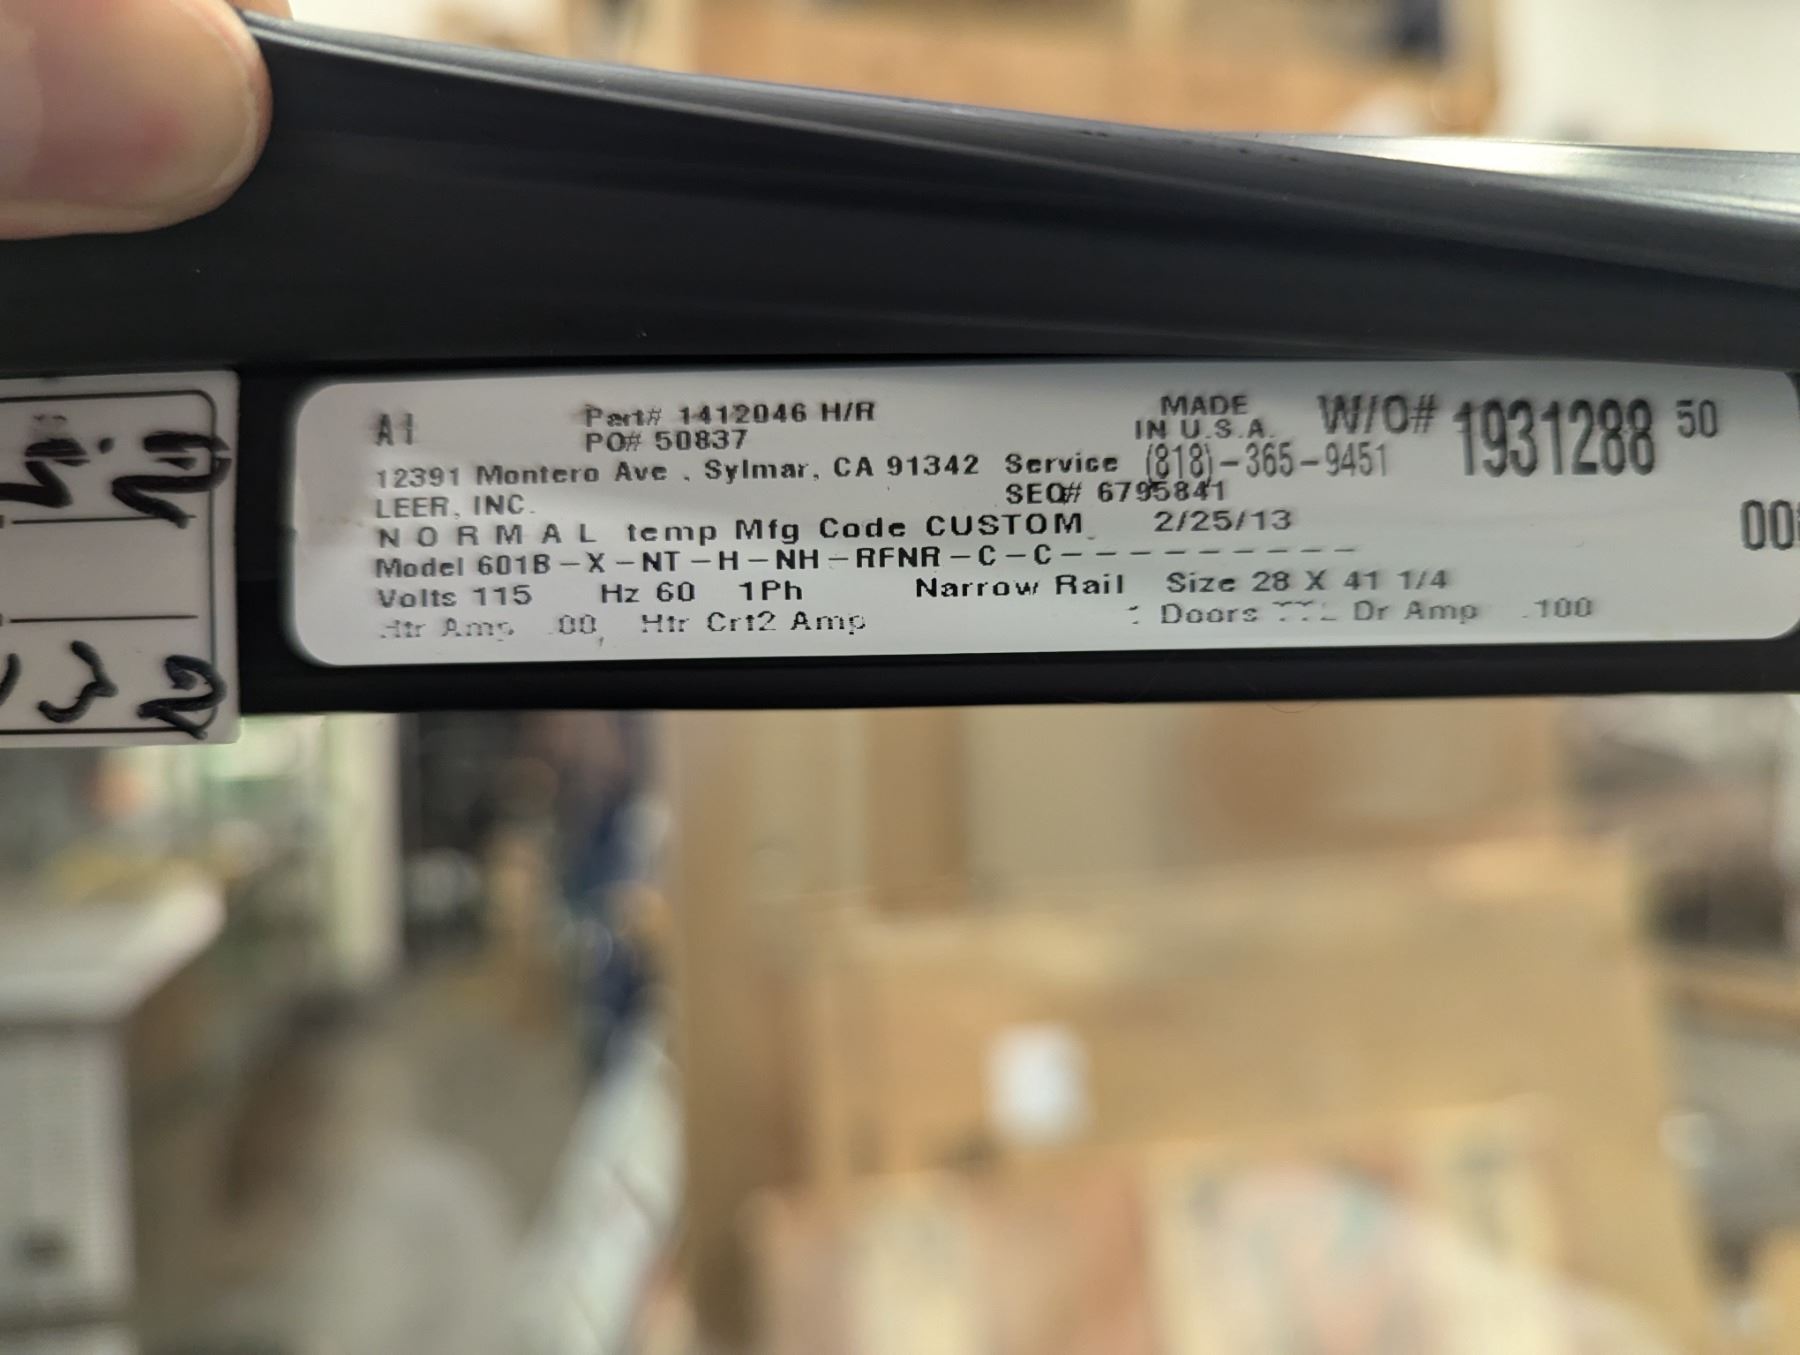 A1 Part# 1412046 H/R MADE W/O# 1931288 50
PO# 50837 IN U.S.A.
12391 Montero Ave . Sylmar, CA 91342 Service (818)-365-9451
LEER, INC. SEQ# 6795841
NORMAL temp Mfg Code CUSTOM 2/25/13
Model 601B-X-NT-H-NH-RFNR-C-C----------
Volts 115 Hz 60 1Ph Narrow Rail Size 28 X 41 1/4
Htr Amp .00, Htr Crt2 Amp Doors Dr Amp .100